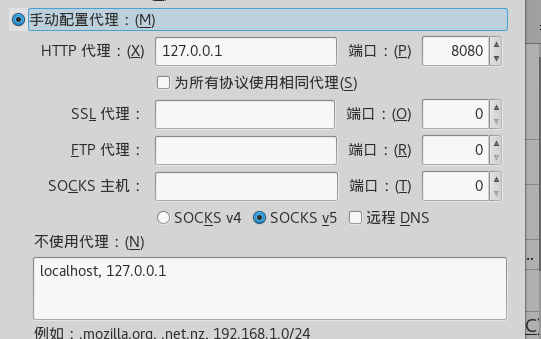 手动配置代理：(M)
HTTP 代理：(X) 127.0.0.1 端口：(P) 8080
为所有协议使用相同代理(S)
SSL 代理： 端口：(O) 0
FTP 代理： 端口：(R) 0
SOCKS 主机： 端口：(T) 0
SOCKS v4 SOCKS v5 远程 DNS
不使用代理：(N)
localhost, 127.0.0.1
..
例如：.mozilla.org, .net.nz, 192.168.1.0/24